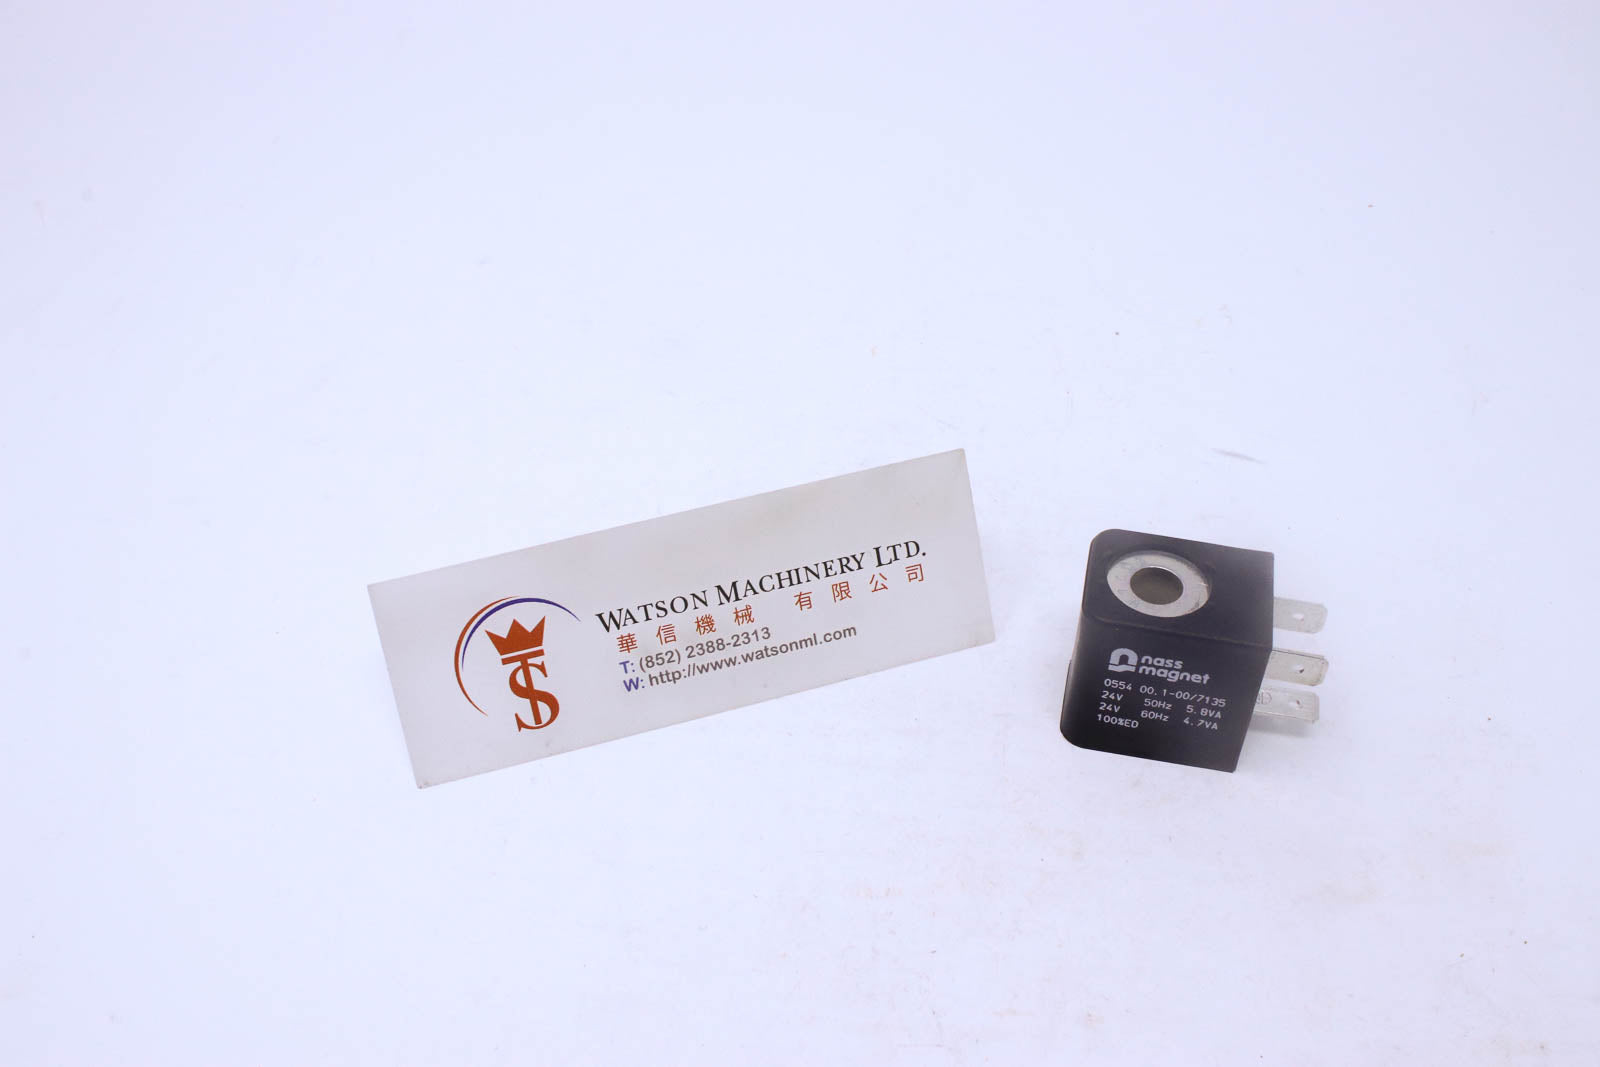 WATSON MACHINERY LTD.
華信機械 有限公司
T: (852) 2388-2313
W: http://www.watsonml.com
nass
magnet
0554 00.1-00/7135
24V 50Hz 5.8VA
24V 60Hz 4.7VA
100%ED